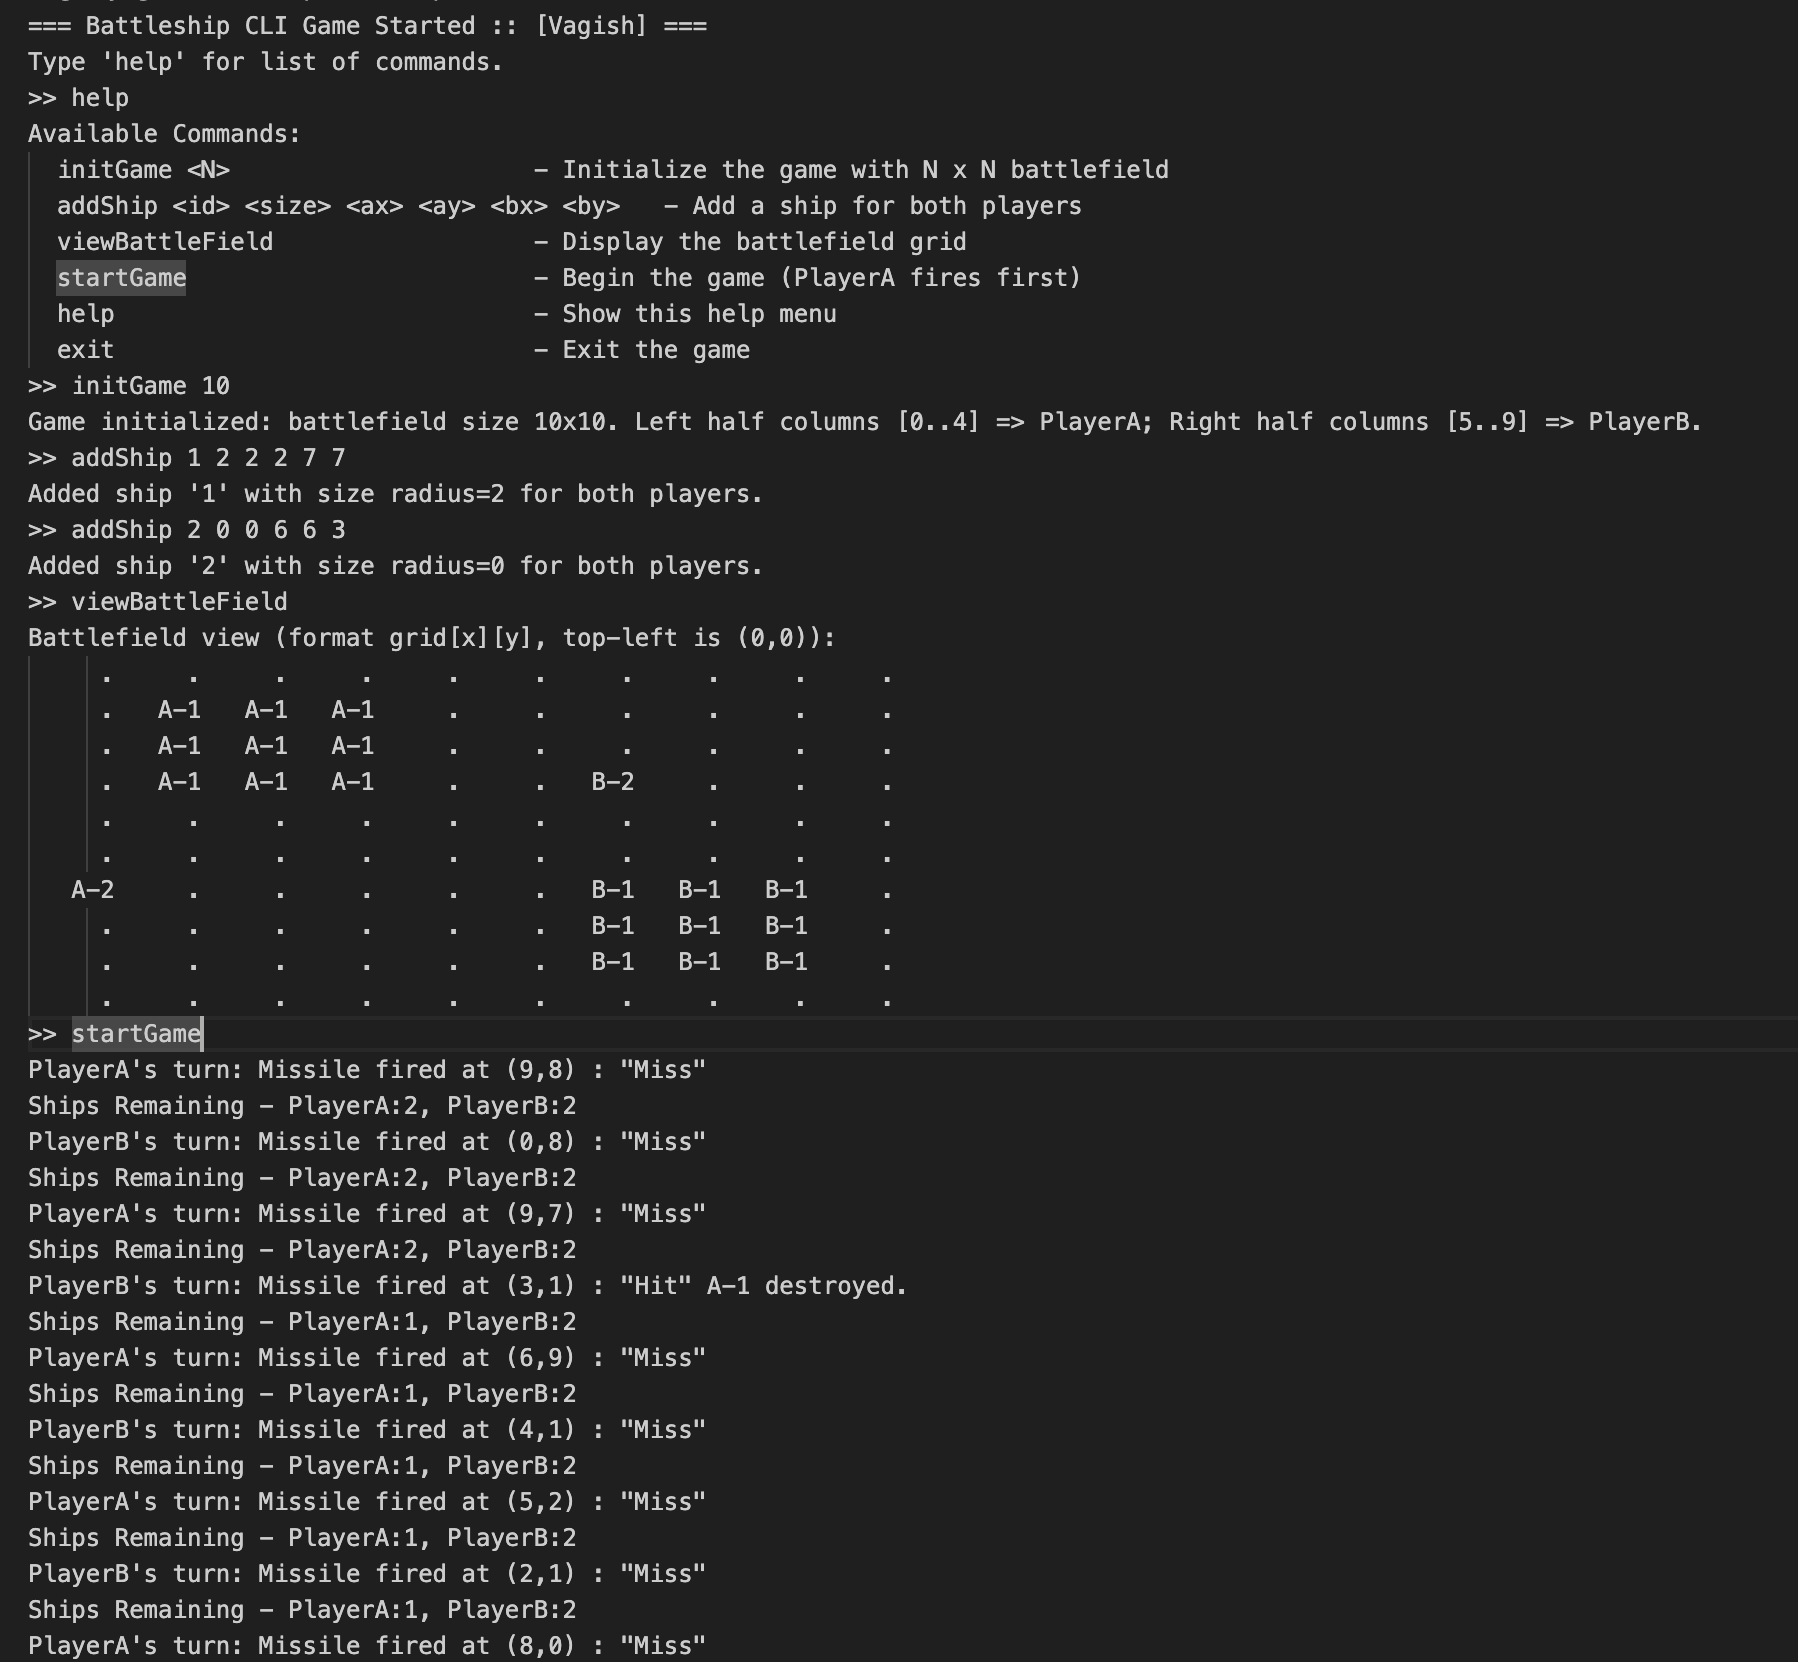 === Battleship CLI Game Started :: [Vagish] ===
Type 'help' for list of commands.
>> help
Available Commands:
  initGame <N>                     – Initialize the game with N x N battlefield
  addShip <id> <size> <ax> <ay> <bx> <by>   – Add a ship for both players
  viewBattleField                  – Display the battlefield grid
  startGame                        – Begin the game (PlayerA fires first)
  help                             – Show this help menu
  exit                             – Exit the game
>> initGame 10
Game initialized: battlefield size 10x10. Left half columns [0..4] => PlayerA; Right half columns [5..9] => PlayerB.
>> addShip 1 2 2 2 7 7
Added ship '1' with size radius=2 for both players.
>> addShip 2 0 0 6 6 3
Added ship '2' with size radius=0 for both players.
>> viewBattleField
Battlefield view (format grid[x][y], top-left is (0,0)):
     .     .     .     .     .     .     .     .     .     .
     .   A–1   A–1   A–1     .     .     .     .     .     .
     .   A–1   A–1   A–1     .     .     .     .     .     .
     .   A–1   A–1   A–1     .     .   B–2     .     .     .
     .     .     .     .     .     .     .     .     .     .
     .     .     .     .     .     .     .     .     .     .
   A–2     .     .     .     .     .   B–1   B–1   B–1     .
     .     .     .     .     .     .   B–1   B–1   B–1     .
     .     .     .     .     .     .   B–1   B–1   B–1     .
     .     .     .     .     .     .     .     .     .     .
>> startGame
PlayerA's turn: Missile fired at (9,8) : "Miss"
Ships Remaining – PlayerA:2, PlayerB:2
PlayerB's turn: Missile fired at (0,8) : "Miss"
Ships Remaining – PlayerA:2, PlayerB:2
PlayerA's turn: Missile fired at (9,7) : "Miss"
Ships Remaining – PlayerA:2, PlayerB:2
PlayerB's turn: Missile fired at (3,1) : "Hit" A–1 destroyed.
Ships Remaining – PlayerA:1, PlayerB:2
PlayerA's turn: Missile fired at (6,9) : "Miss"
Ships Remaining – PlayerA:1, PlayerB:2
PlayerB's turn: Missile fired at (4,1) : "Miss"
Ships Remaining – PlayerA:1, PlayerB:2
PlayerA's turn: Missile fired at (5,2) : "Miss"
Ships Remaining – PlayerA:1, PlayerB:2
PlayerB's turn: Missile fired at (2,1) : "Miss"
Ships Remaining – PlayerA:1, PlayerB:2
PlayerA's turn: Missile fired at (8,0) : "Miss"